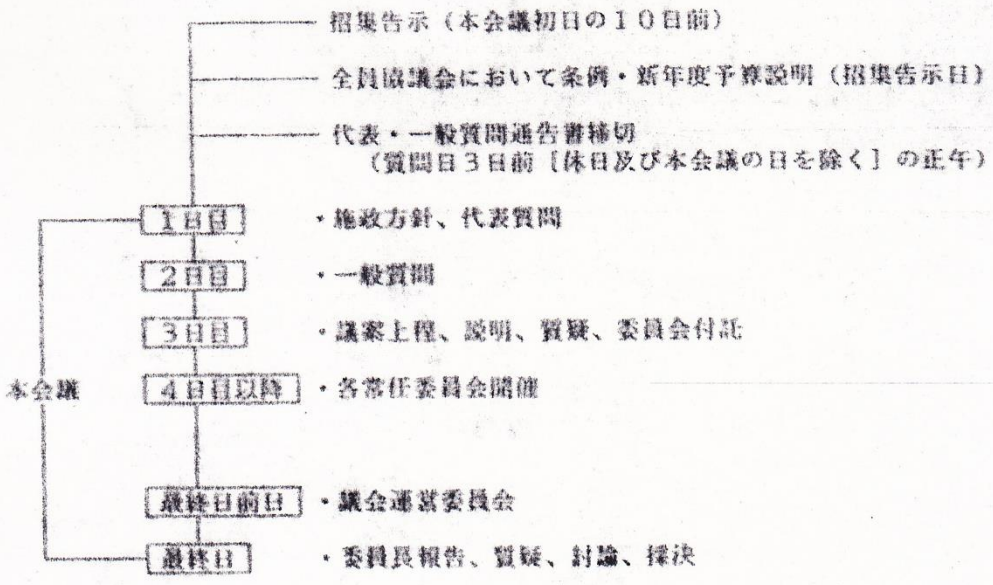 招集告示（本会議初日の１０日前）
全員協議会において条例・新年度予算説明（招集告示日）
代表・一般質問通告書締切
（質問日３日前［休日及び本会議の日を除く］の正午）
１日目 ・施政方針、代表質問
２日目 ・一般質問
３日目 ・議案上程、説明、質疑、委員会付託
本会議
４日目以降 ・各常任委員会開催
最終日前日 ・議会運営委員会
最終日 ・委員長報告、質疑、討論、採決